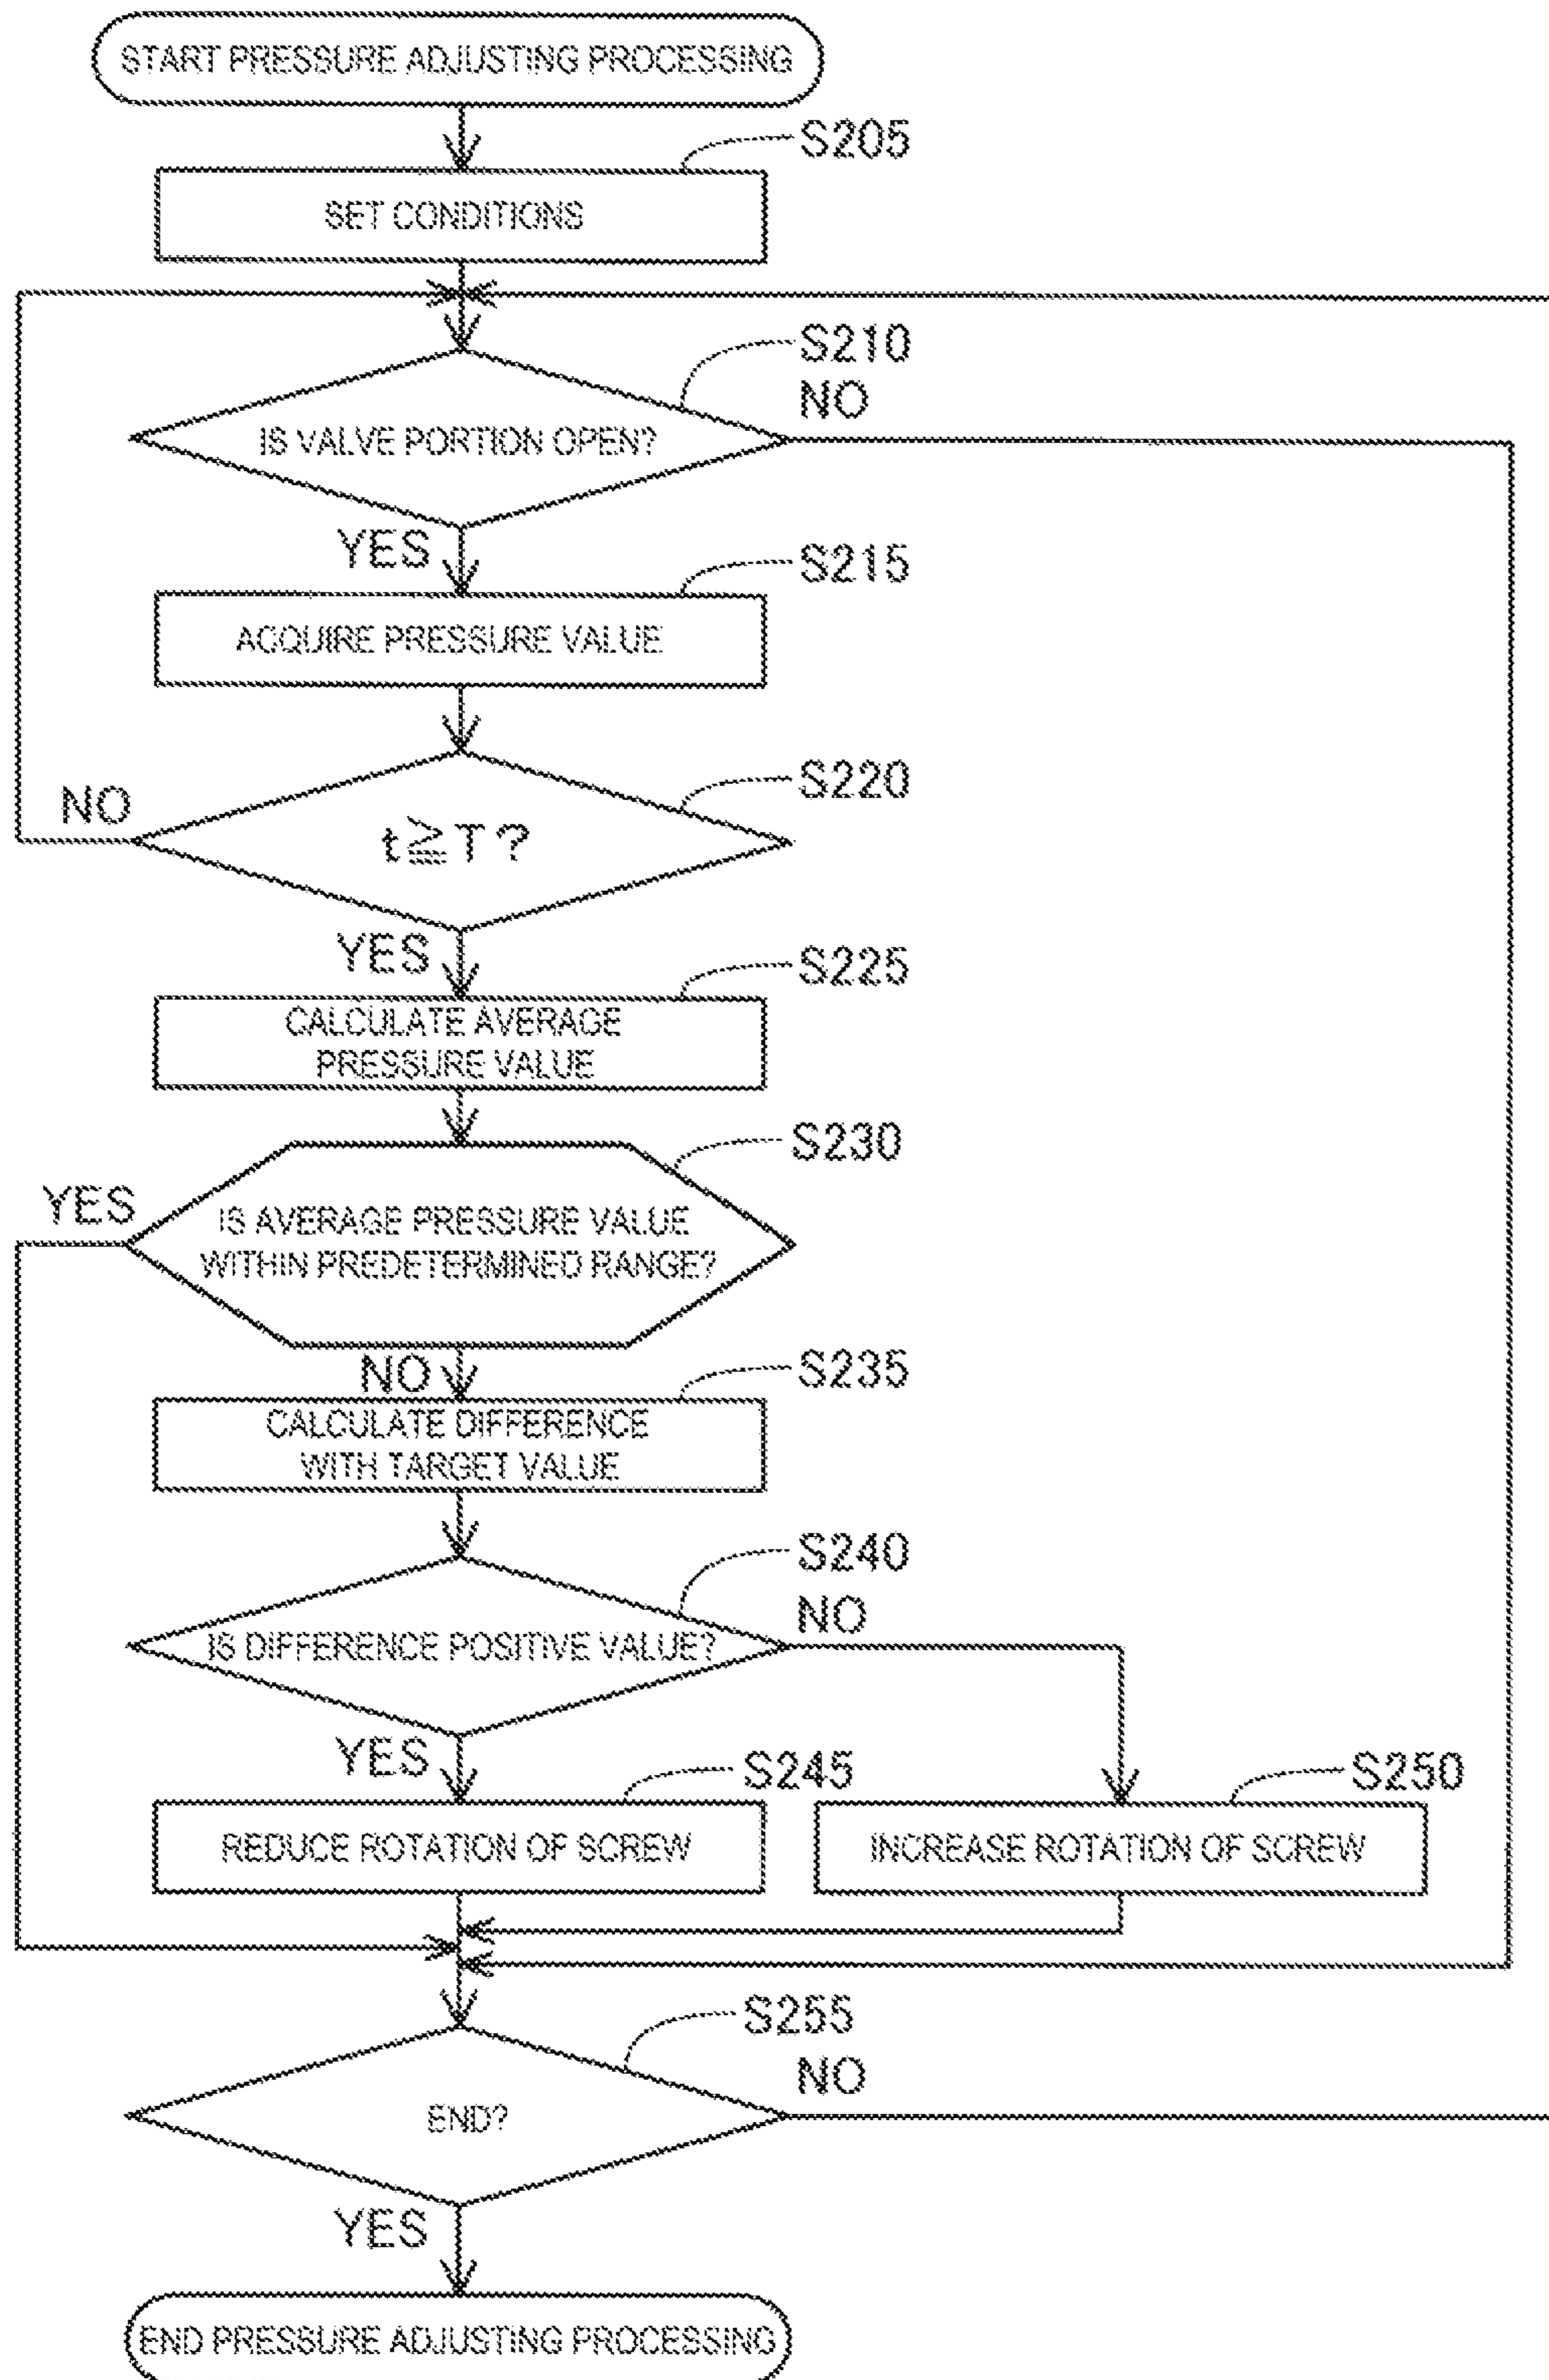 START PRESSURE ADJUSTING PROCESSING
S205
SET CONDITIONS
S210
NO
IS VALVE PORTION OPEN?
YES
S215
ACQUIRE PRESSURE VALUE
S220
NO
t≧T?
YES
S225
CALCULATE AVERAGE
PRESSURE VALUE
S230
YES
IS AVERAGE PRESSURE VALUE
WITHIN PREDETERMINED RANGE?
NO
S235
CALCULATE DIFFERENCE
WITH TARGET VALUE
S240
NO
IS DIFFERENCE POSITIVE VALUE?
YES
S245
S250
REDUCE ROTATION OF SCREW
INCREASE ROTATION OF SCREW
S255
NO
END?
YES
END PRESSURE ADJUSTING PROCESSING